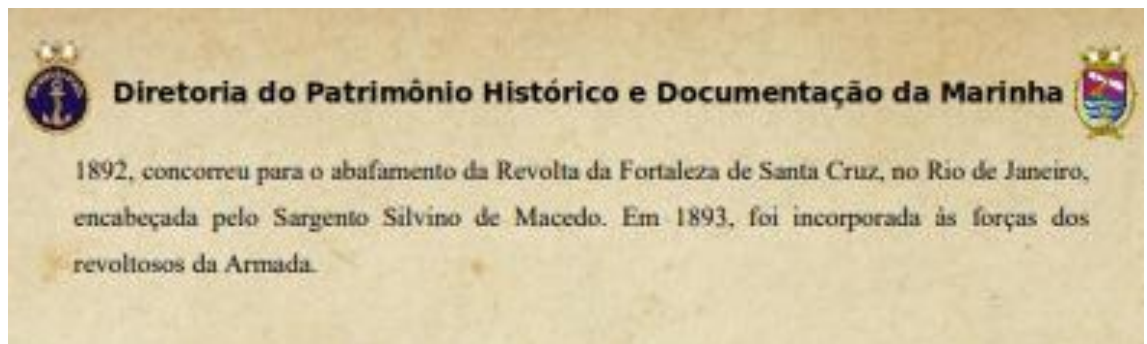 Diretoria do Patrimônio Histórico e Documentação da Marinha
1892, concorreu para o abafamento da Revolta da Fortaleza de Santa Cruz, no Rio de Janeiro,
encabeçada pelo Sargento Silvino de Macedo. Em 1893, foi incorporada às forças dos
revoltosos da Armada.